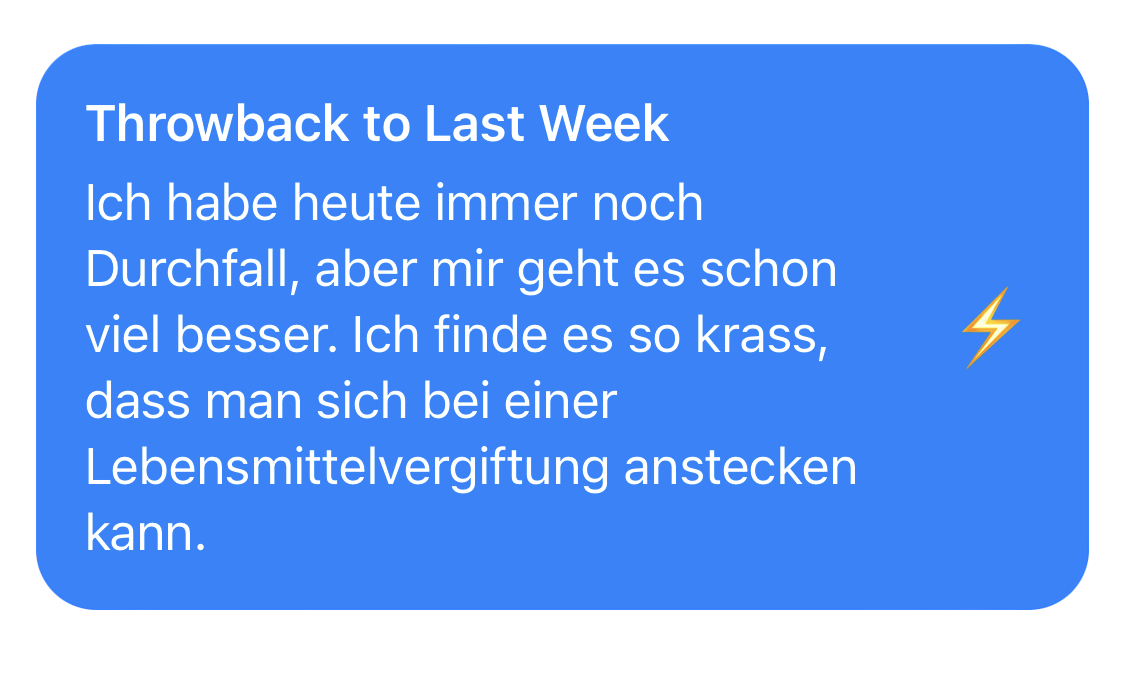 Throwback to Last Week
Ich habe heute immer noch
Durchfall, aber mir geht es schon
viel besser. Ich finde es so krass,
dass man sich bei einer
Lebensmittelvergiftung anstecken
kann.